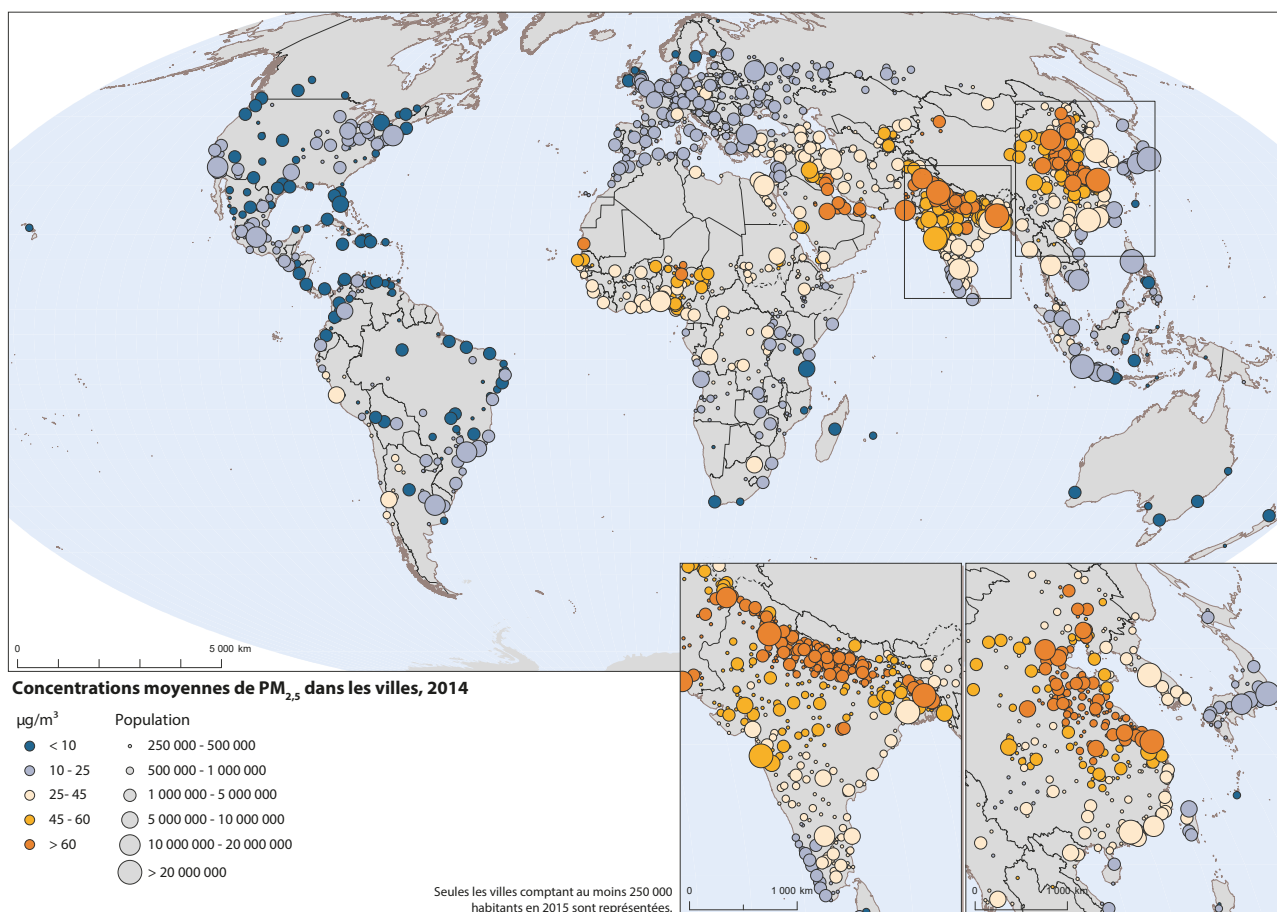 0 5 000 km
Concentrations moyennes de PM2,5 dans les villes, 2014
µg/m³ Population
< 10 250 000 - 500 000
10 - 25 500 000 - 1 000 000
25- 45 1 000 000 - 5 000 000
45 - 60 5 000 000 - 10 000 000
> 60 10 000 000 - 20 000 000
> 20 000 000
Seules les villes comptant au moins 250 000
habitants en 2015 sont représentées.
0 1 000 km
0 1 000 km